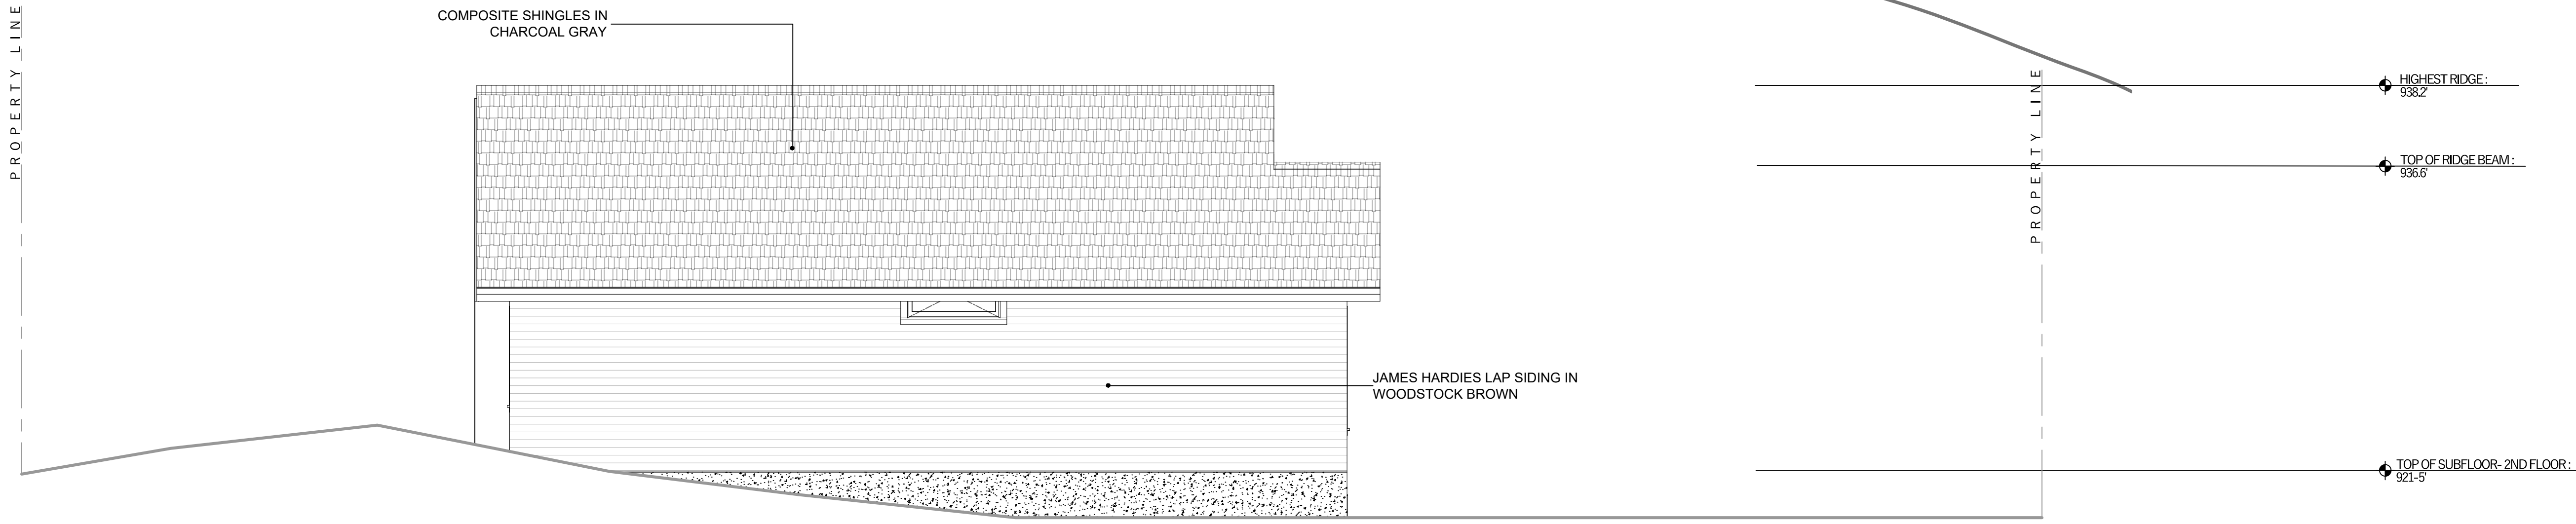 PROPERTY LINE
COMPOSITE SHINGLES IN
CHARCOAL GRAY
JAMES HARDIES LAP SIDING IN
WOODSTOCK BROWN
PROPERTY LINE
HIGHEST RIDGE :
938.2'
TOP OF RIDGE BEAM :
936.6'
TOP OF SUBFLOOR- 2ND FLOOR :
921-5'